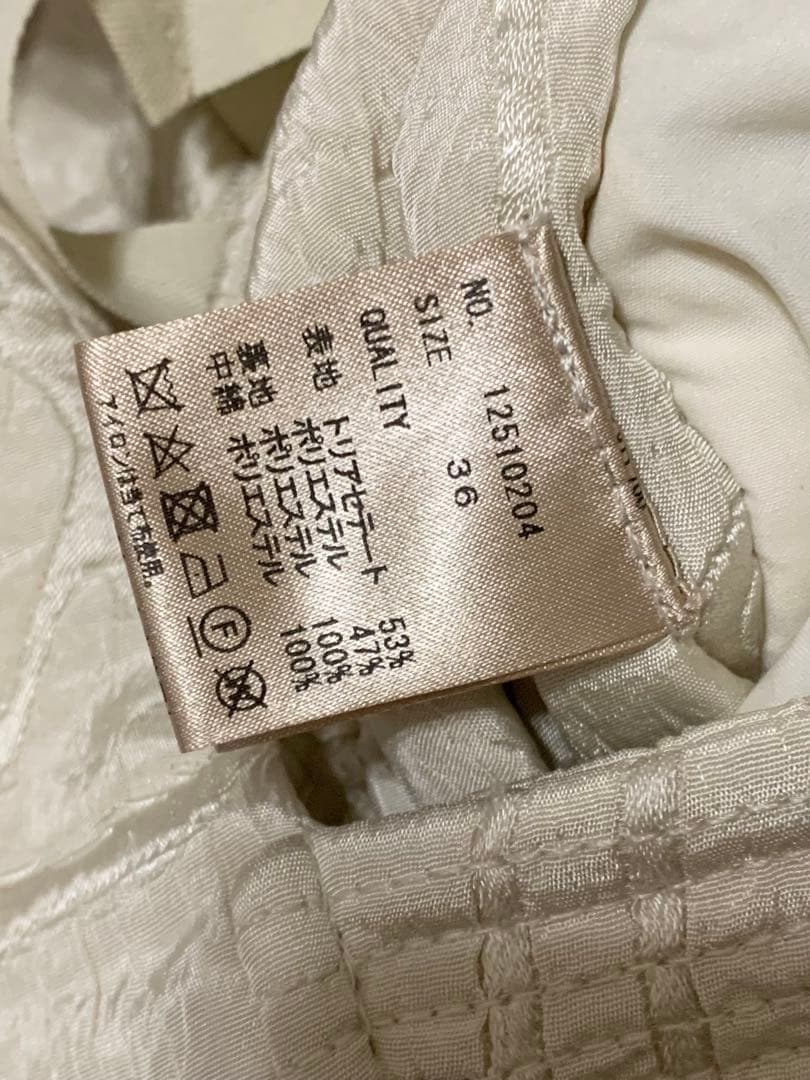 NO. 12510204
SIZE 36
QUALITY
表地 トリアセテート 53%
ポリエステル 47%
裏地 ポリエステル 100%
中綿 ポリエステル 100%
F
W
アイロンは当て布使用。